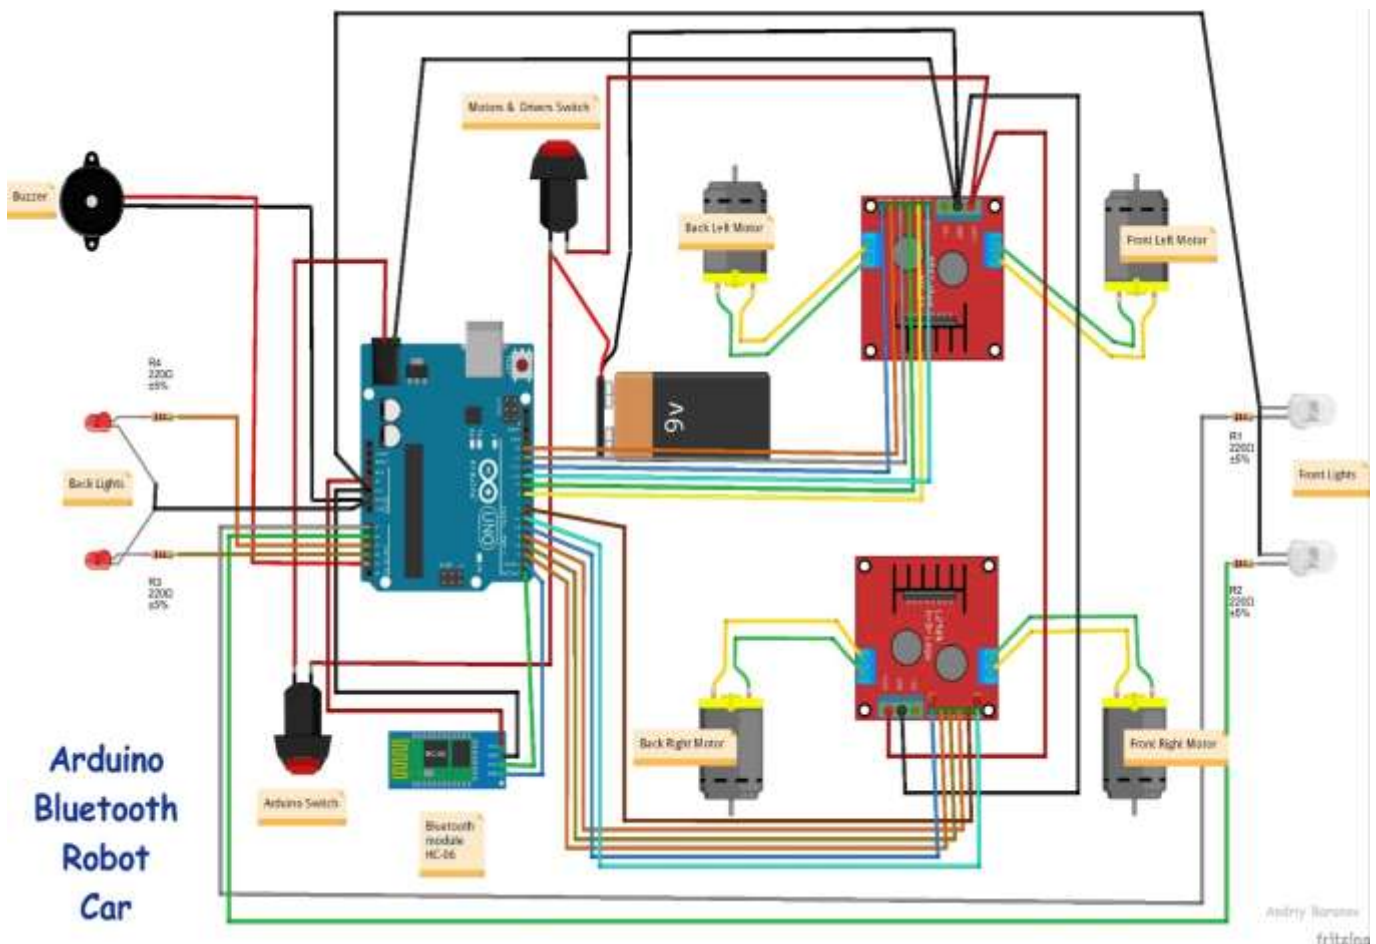 Motors & Drivers Switch
Buzzer
Back Left Motor
Front Left Motor
R4
220Ω
±5%
9v
R1
220Ω
±5%
Back Lights
Front Lights
UNO
R3
220Ω
±5%
R2
220Ω
±5%
Back Right Motor
Front Right Motor
Arduino Switch
Bluetooth
module
HC-06
Arduino
Bluetooth
Robot
Car
Andriy Baranov
fritzing